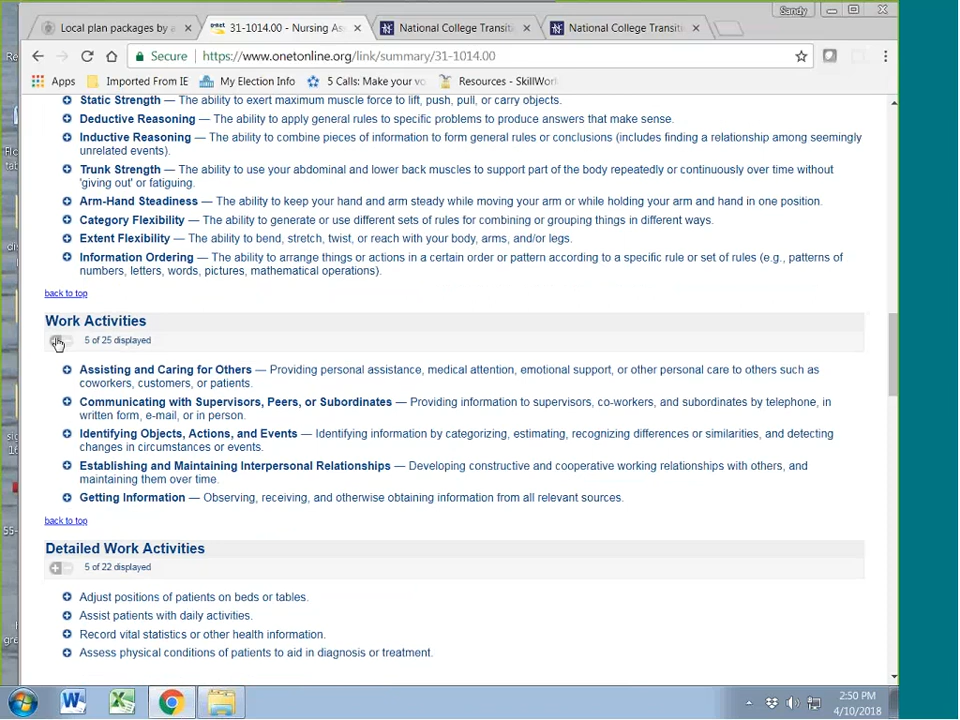 Sandy
Local plan packages by a
31-1014.00 - Nursing Ass
National College Transiti
National College Transiti
Secure https://www.onetonline.org/link/summary/31-1014.00
Apps Imported From IE My Election Info 5 Calls: Make your vo Resources - SkillWor
Static Strength — The ability to exert maximum muscle force to lift, push, pull, or carry objects.
Deductive Reasoning — The ability to apply general rules to specific problems to produce answers that make sense.
Inductive Reasoning — The ability to combine pieces of information to form general rules or conclusions (includes finding a relationship among seemingly
unrelated events).
Trunk Strength — The ability to use your abdominal and lower back muscles to support part of the body repeatedly or continuously over time without
'giving out' or fatiguing.
Arm-Hand Steadiness — The ability to keep your hand and arm steady while moving your arm or while holding your arm and hand in one position.
Category Flexibility — The ability to generate or use different sets of rules for combining or grouping things in different ways.
Extent Flexibility — The ability to bend, stretch, twist, or reach with your body, arms, and/or legs.
Information Ordering — The ability to arrange things or actions in a certain order or pattern according to a specific rule or set of rules (e.g., patterns of
numbers, letters, words, pictures, mathematical operations).
back to top
Work Activities
5 of 25 displayed
Assisting and Caring for Others — Providing personal assistance, medical attention, emotional support, or other personal care to others such as
coworkers, customers, or patients.
Communicating with Supervisors, Peers, or Subordinates — Providing information to supervisors, co-workers, and subordinates by telephone, in
written form, e-mail, or in person.
Identifying Objects, Actions, and Events — Identifying information by categorizing, estimating, recognizing differences or similarities, and detecting
changes in circumstances or events.
Establishing and Maintaining Interpersonal Relationships — Developing constructive and cooperative working relationships with others, and
maintaining them over time.
Getting Information — Observing, receiving, and otherwise obtaining information from all relevant sources.
back to top
Detailed Work Activities
5 of 22 displayed
Adjust positions of patients on beds or tables.
Assist patients with daily activities.
Record vital statistics or other health information.
Assess physical conditions of patients to aid in diagnosis or treatment.
2:50 PM
4/10/2018